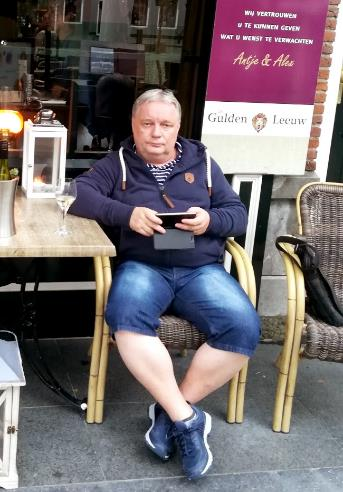 WIJ VERTROUWEN
U TE KUNNEN GEVEN
WAT U WENST TE VERWACHTEN
Antje & Alex
Gulden Leeuw